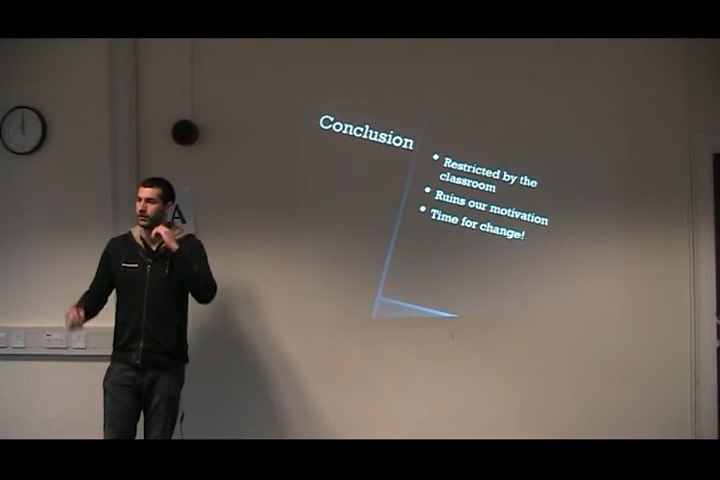 Conclusion
• Restricted by the
classroom
• Ruins our motivation
• Time for change!
A